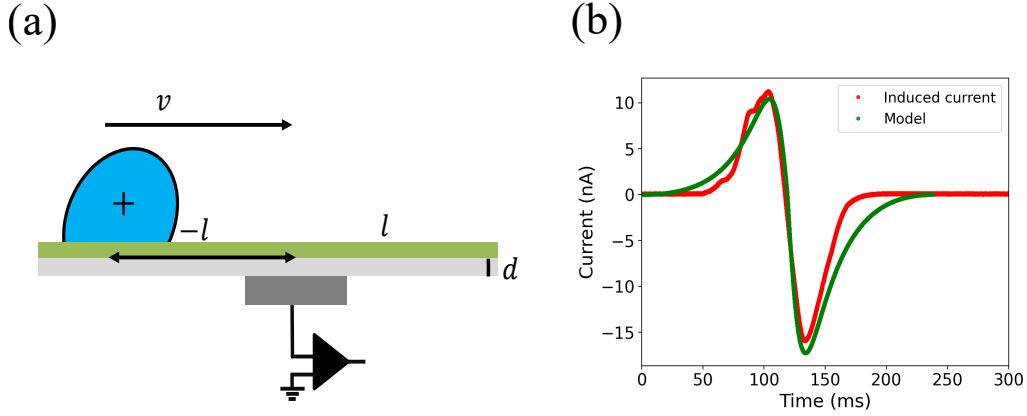 (a)
v
+
−l
l
d
(b)
Induced current
Model
10
5
0
−5
−10
−15
Current (nA)
0 50 100 150 200 250 300
Time (ms)